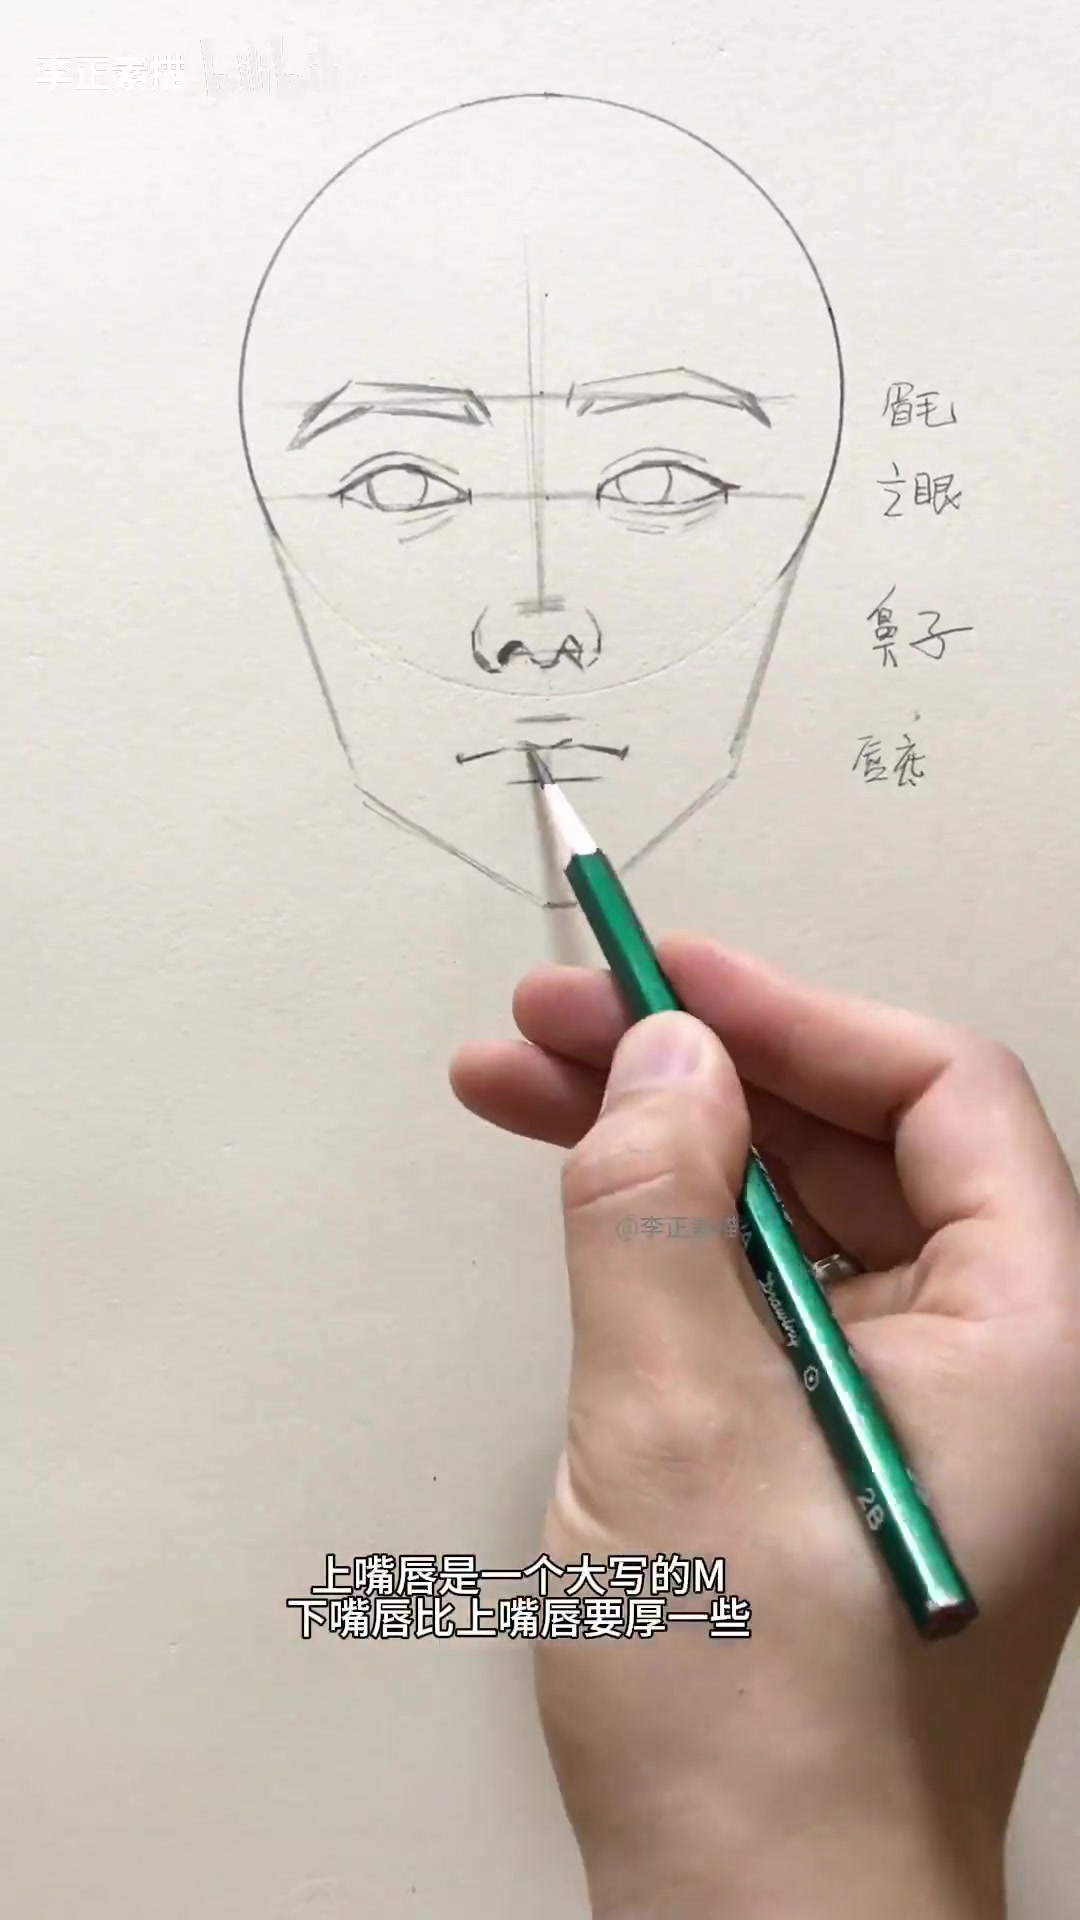 李正素描 bilibili
眉毛
立眼
鼻子
唇底
@李正素描
Drawing
2B
上嘴唇是一个大写的M
下嘴唇比上嘴唇要厚一些